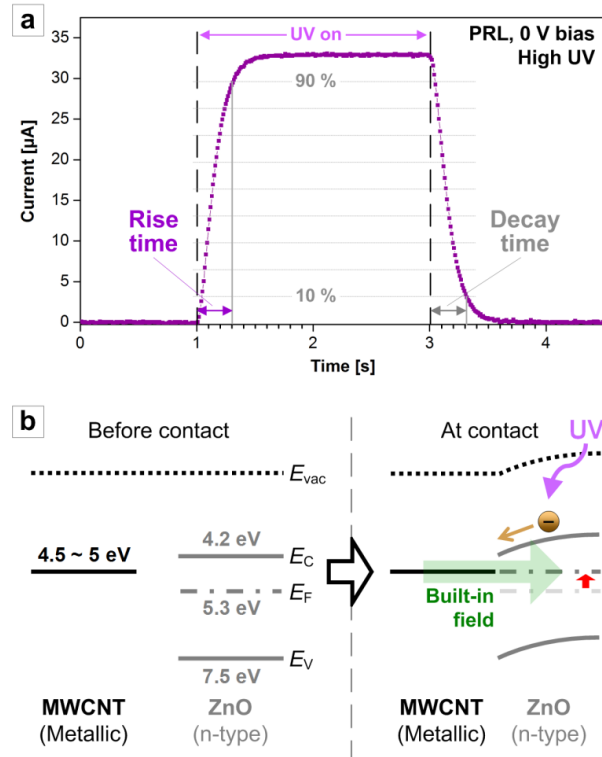 a
UV on
PRL, 0 V bias
High UV
35
30
25
20
15
10
5
0
Current [µA]
90 %
Rise
time
Decay
time
10 %
0
1
2
3
4
Time [s]
b
Before contact
At contact
UV
Evac
4.5 ~ 5 eV
4.2 eV
EC
EF
5.3 eV
7.5 eV
EV
−
Built-in
field
MWCNT
(Metallic)
ZnO
(n-type)
MWCNT
(Metallic)
ZnO
(n-type)